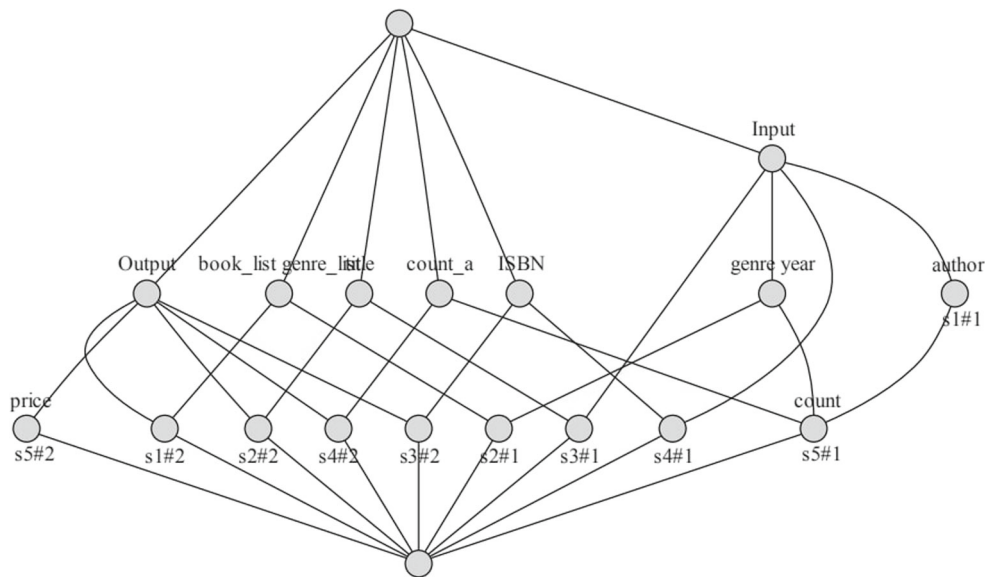 Input
Output
book_list genre_list
title
count_a
ISBN
genre year
author
s1#1
price
count
s5#2
s1#2
s2#2
s4#2
s3#2
s2#1
s3#1
s4#1
s5#1